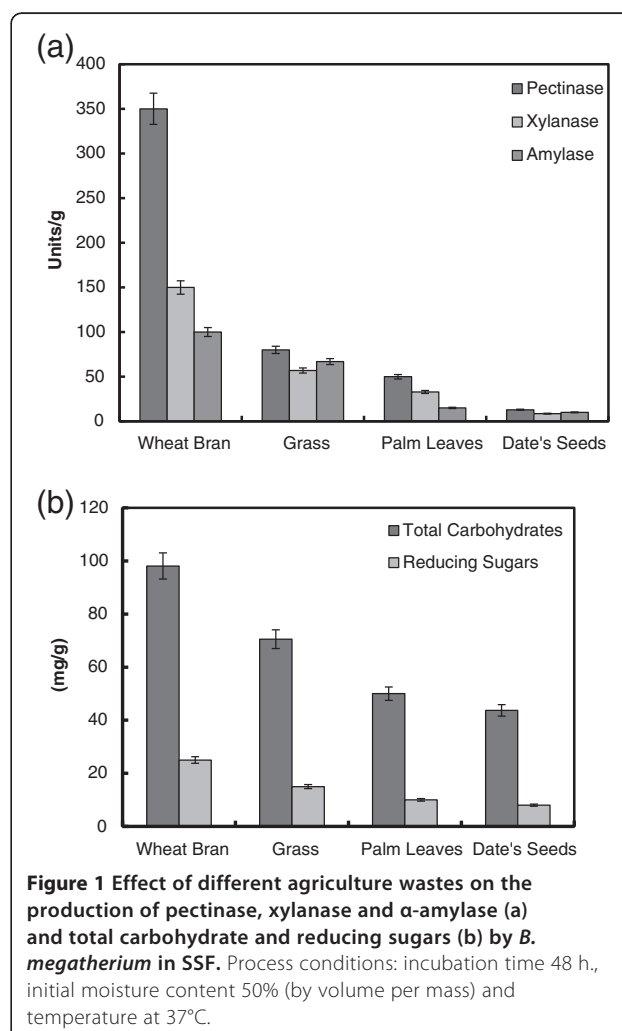 (a)
400
350
300
250
200
150
100
50
0
Units/g
Pectinase
Xylanase
Amylase
Wheat Bran Grass Palm Leaves Date's Seeds
(b)
120
100
80
60
40
20
0
(mg/g)
Total Carbohydrates
Reducing Sugars
Wheat Bran Grass Palm Leaves Date's Seeds
Figure 1 Effect of different agriculture wastes on the
production of pectinase, xylanase and α-amylase (a)
and total carbohydrate and reducing sugars (b) by B.
megatherium in SSF. Process conditions: incubation time 48 h.,
initial moisture content 50% (by volume per mass) and
temperature at 37°C.